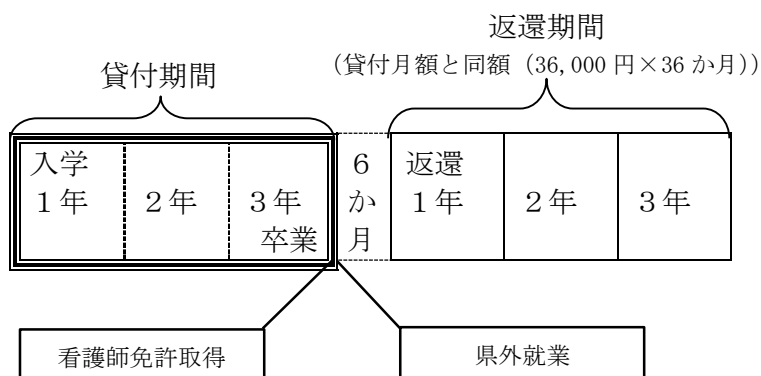 返還期間
(貸付月額と同額(36,000円×36か月))
貸付期間
入学
1年
2年
3年
卒業
6か月
返還
1年
2年
3年
看護師免許取得
県外就業